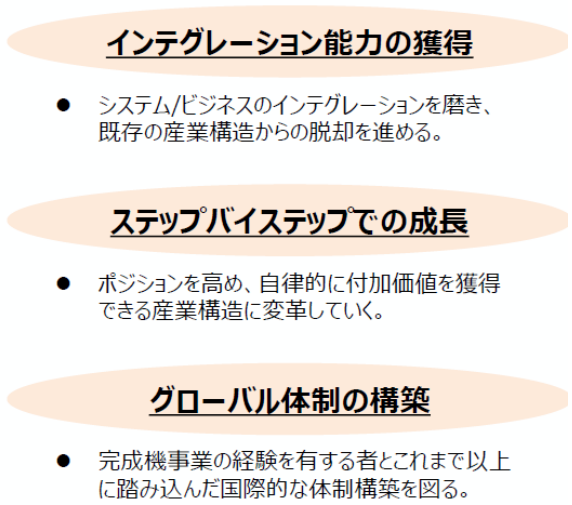 インテグレーション能力の獲得
● システム/ビジネスのインテグレーションを磨き、
既存の産業構造からの脱却を進める。
ステップバイステップでの成長
● ポジションを高め、自律的に付加価値を獲得
できる産業構造に変革していく。
グローバル体制の構築
● 完成機事業の経験を有する者とこれまで以上
に踏み込んだ国際的な体制構築を図る。